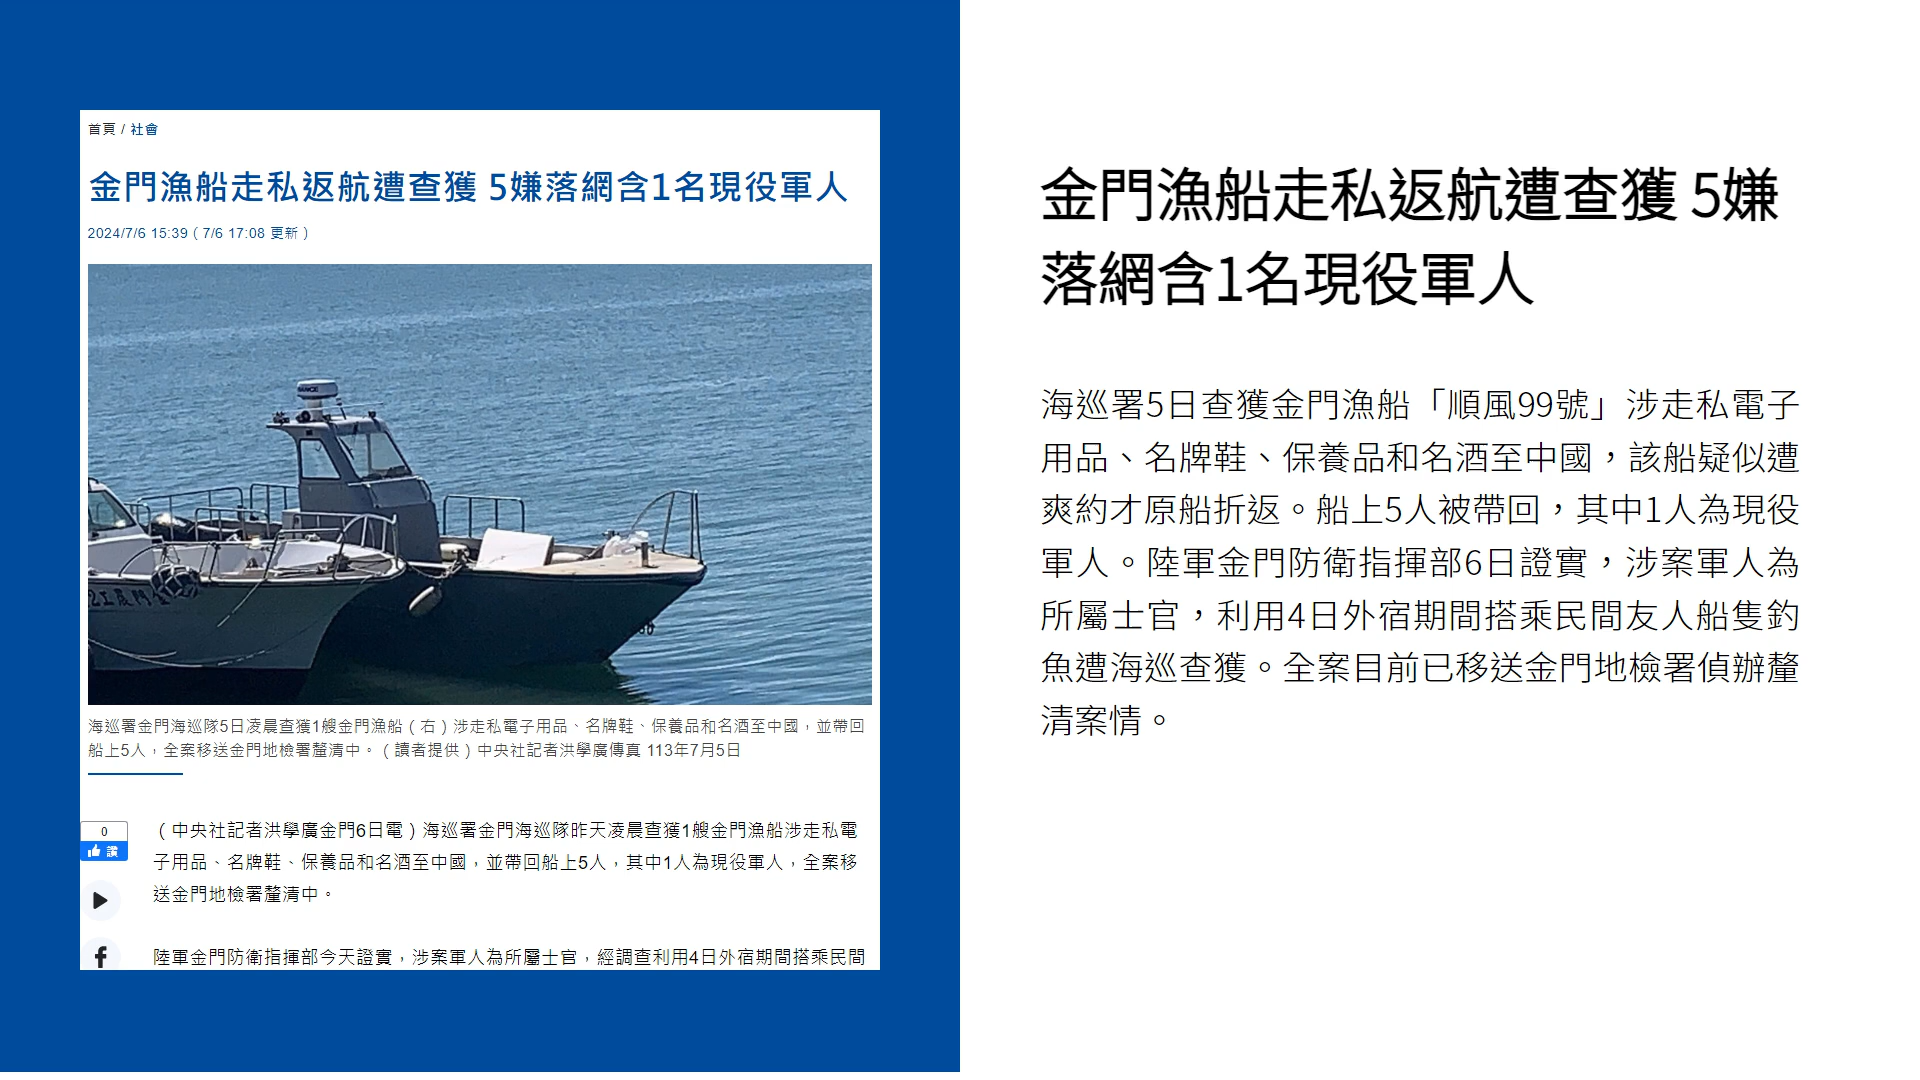 首頁 / 社會
金門漁船走私返航遭查獲 5嫌落網含1名現役軍人
2024/7/6 15:39（7/6 17:08 更新）
海巡署金門海巡隊5日凌晨查獲1艘金門漁船（右）涉走私電子用品、名牌鞋、保養品和名酒至中國，並帶回
船上5人，全案移送金門地檢署釐清中。（讀者提供）中央社記者洪學廣傳真 113年7月5日
0
讚
（中央社記者洪學廣金門6日電）海巡署金門海巡隊昨天凌晨查獲1艘金門漁船涉走私電
子用品、名牌鞋、保養品和名酒至中國，並帶回船上5人，其中1人為現役軍人，全案移
送金門地檢署釐清中。
陸軍金門防衛指揮部今天證實，涉案軍人為所屬士官，經調查利用4日外宿期間搭乘民間
金門漁船走私返航遭查獲 5嫌
落網含1名現役軍人
海巡署5日查獲金門漁船「順風99號」涉走私電子
用品、名牌鞋、保養品和名酒至中國，該船疑似遭
爽約才原船折返。船上5人被帶回，其中1人為現役
軍人。陸軍金門防衛指揮部6日證實，涉案軍人為
所屬士官，利用4日外宿期間搭乘民間友人船隻釣
魚遭海巡查獲。全案目前已移送金門地檢署偵辦釐
清案情。